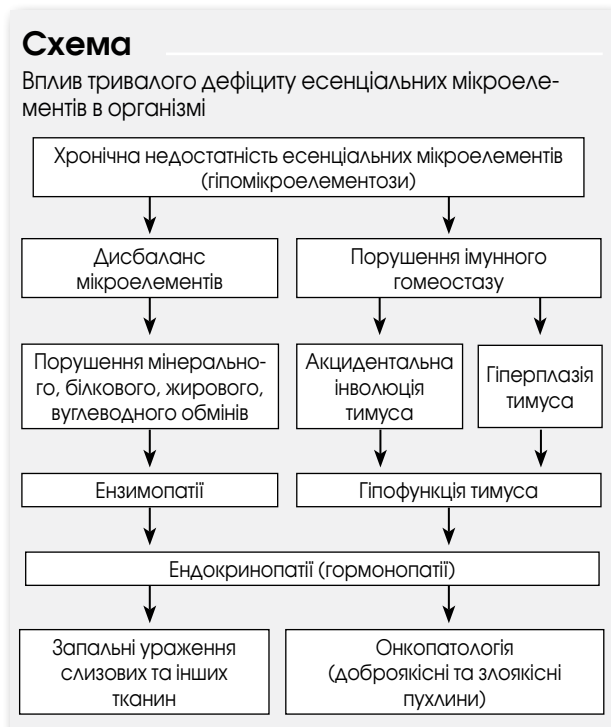 Схема
Вплив тривалого дефіциту есенціальних мікроеле-
ментів в організмі
Хронічна недостатність есенціальних мікроелементів
(гіпомікроелементози)
Дисбаланс
мікроелементів
Порушення імунного
гомеостазу
Порушення мінерально-
го, білкового, жирового,
вуглеводного обмінів
Акцидентальна
інволюція
тимуса
Гіперплазія
тимуса
Ензимопатії
Гіпофункція тимуса
Ендокринопатії (гормонопатії)
Запальні ураження
слизових та інших
тканин
Онкопатологія
(доброякісні та злоякісні
пухлини)